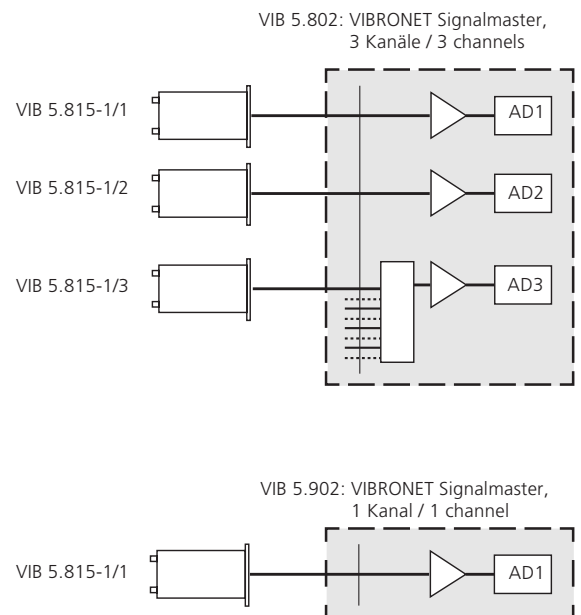 VIB 5.802: VIBRONET Signalmaster,
3 Kanäle / 3 channels
VIB 5.815-1/1
AD1
VIB 5.815-1/2
AD2
VIB 5.815-1/3
AD3
VIB 5.902: VIBRONET Signalmaster,
1 Kanal / 1 channel
VIB 5.815-1/1
AD1